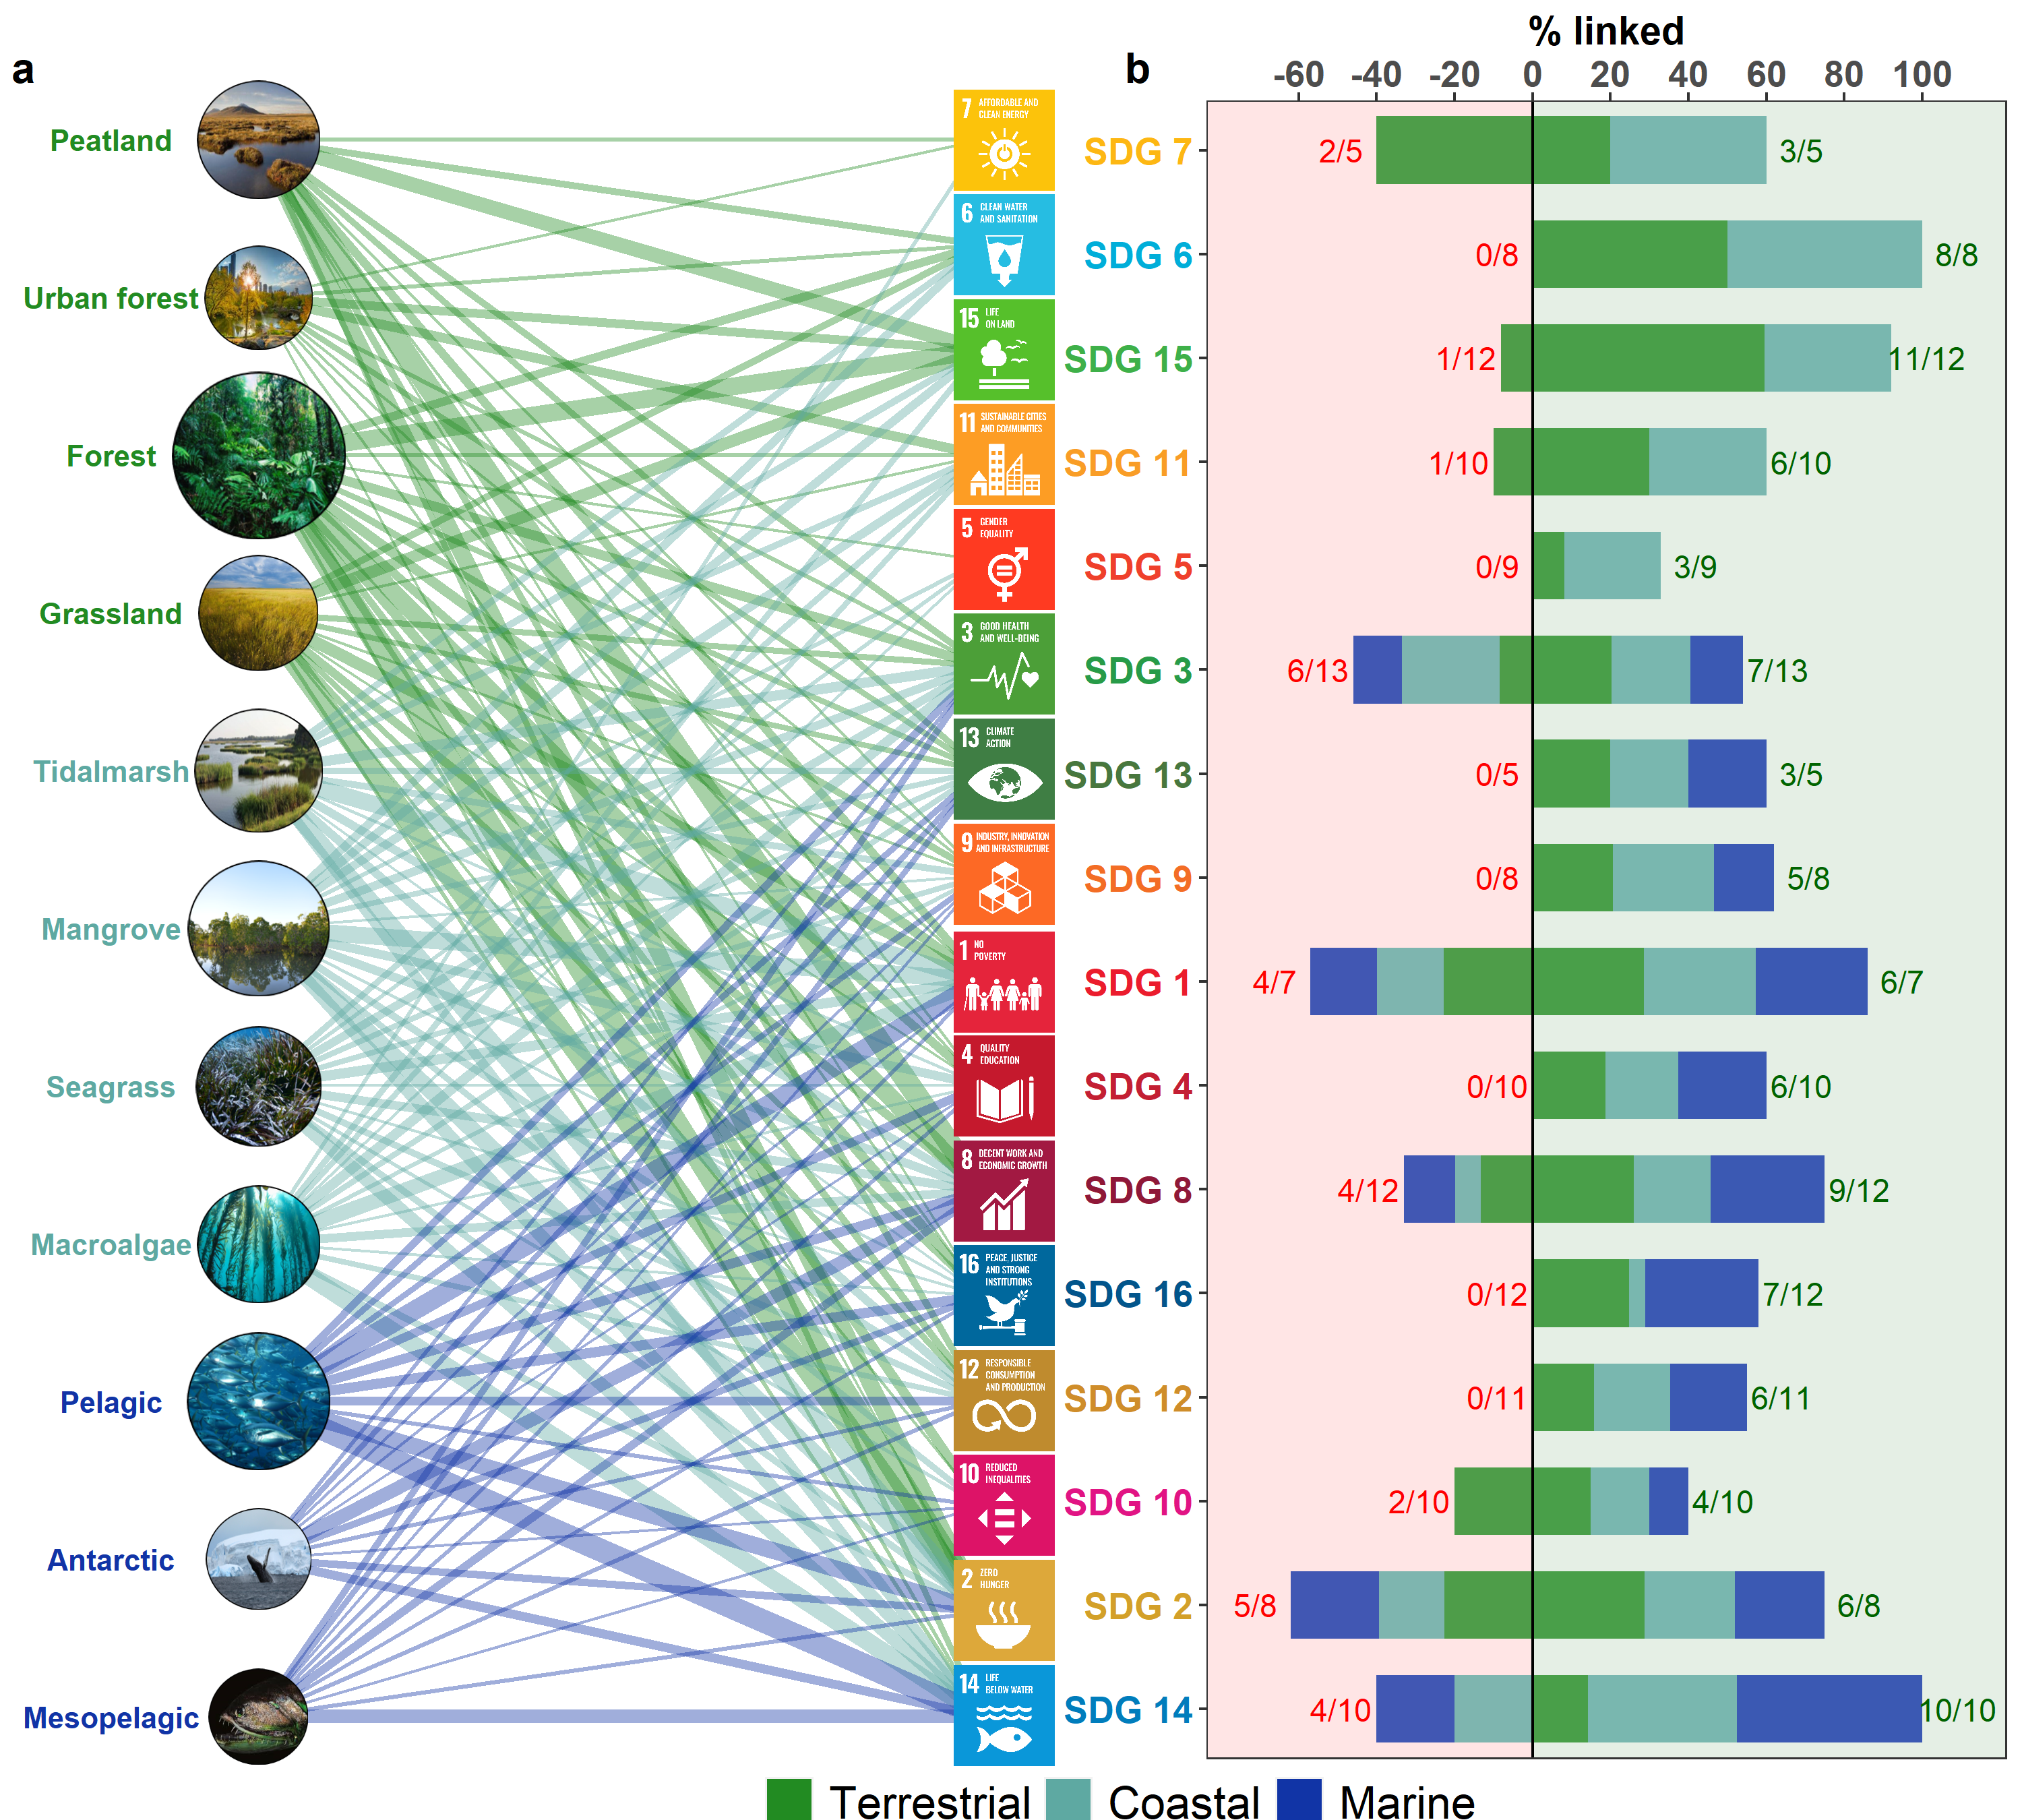 a
Peatland
Urban forest
Forest
Grassland
Tidalmarsh
Mangrove
Seagrass
Macroalgae
Pelagic
Antarctic
Mesopelagic
7 AFFORDABLE AND
CLEAN ENERGY
6 CLEAN WATER
AND SANITATION
15 LIFE
ON LAND
11 SUSTAINABLE CITIES
AND COMMUNITIES
5 GENDER
EQUALITY
3 GOOD HEALTH
AND WELL-BEING
13 CLIMATE
ACTION
9 INDUSTRY, INNOVATION
AND INFRASTRUCTURE
1 NO
POVERTY
4 QUALITY
EDUCATION
8 DECENT WORK AND
ECONOMIC GROWTH
16 PEACE, JUSTICE
AND STRONG
INSTITUTIONS
12 RESPONSIBLE
CONSUMPTION
AND PRODUCTION
10 REDUCED
INEQUALITIES
2 ZERO
HUNGER
14 LIFE
BELOW WATER
b
% linked
-60 -40 -20 0 20 40 60 80 100
SDG 7 2/5 3/5
SDG 6 0/8 8/8
SDG 15 1/12 11/12
SDG 11 1/10 6/10
SDG 5 0/9 3/9
SDG 3 6/13 7/13
SDG 13 0/5 3/5
SDG 9 0/8 5/8
SDG 1 4/7 6/7
SDG 4 0/10 6/10
SDG 8 4/12 9/12
SDG 16 0/12 7/12
SDG 12 0/11 6/11
SDG 10 2/10 4/10
SDG 2 5/8 6/8
SDG 14 4/10 10/10
Terrestrial Coastal Marine